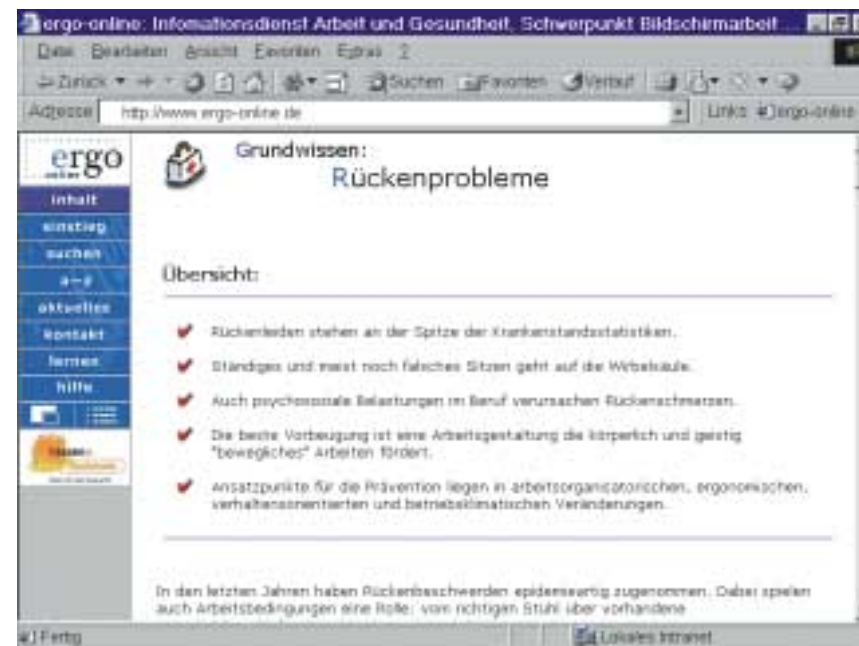 ergo-online: Infomationsdienst Arbeit und Gesundheit, Schwerpunkt Bildschirmarbeit ...
Datei Bearbeiten Ansicht Favoriten Extras ?
Zurück Suchen Favoriten Verlauf
Adresse http://www.ergo-online.de Links ergo-online
ergo
online
inhalt
einstieg
suchen
a–z
aktuelles
kontakt
lernen
hilfe
Grundwissen:
Rückenprobleme
Übersicht:
Rückenleiden stehen an der Spitze der Krankenstandsstatistiken.
Ständiges und meist noch falsches Sitzen geht auf die Wirbelsäule.
Auch psychosoziale Belastungen im Beruf verursachen Rückenschmerzen.
Die beste Vorbeugung ist eine Arbeitsgestaltung die körperlich und geistig
"bewegliches" Arbeiten fördert.
Ansatzpunkte für die Prävention liegen in arbeitsorganisatorischen, ergonomischen,
verhaltensorientierten und betriebsklimatischen Veränderungen.
In den letzten Jahren haben Rückenbeschwerden epidemieartig zugenommen. Dabei spielen
auch Arbeitsbedingungen eine Rolle: vom richtigen Stuhl über vorhandene
Fertig Lokales Intranet